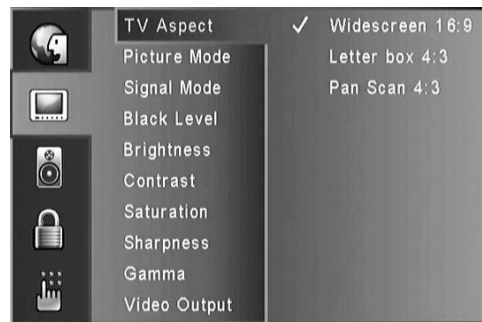 TV Aspect
Picture Mode
Signal Mode
Black Level
Brightness
Contrast
Saturation
Sharpness
Gamma
Video Output
✓ Widescreen 16:9
Letter box 4:3
Pan Scan 4:3